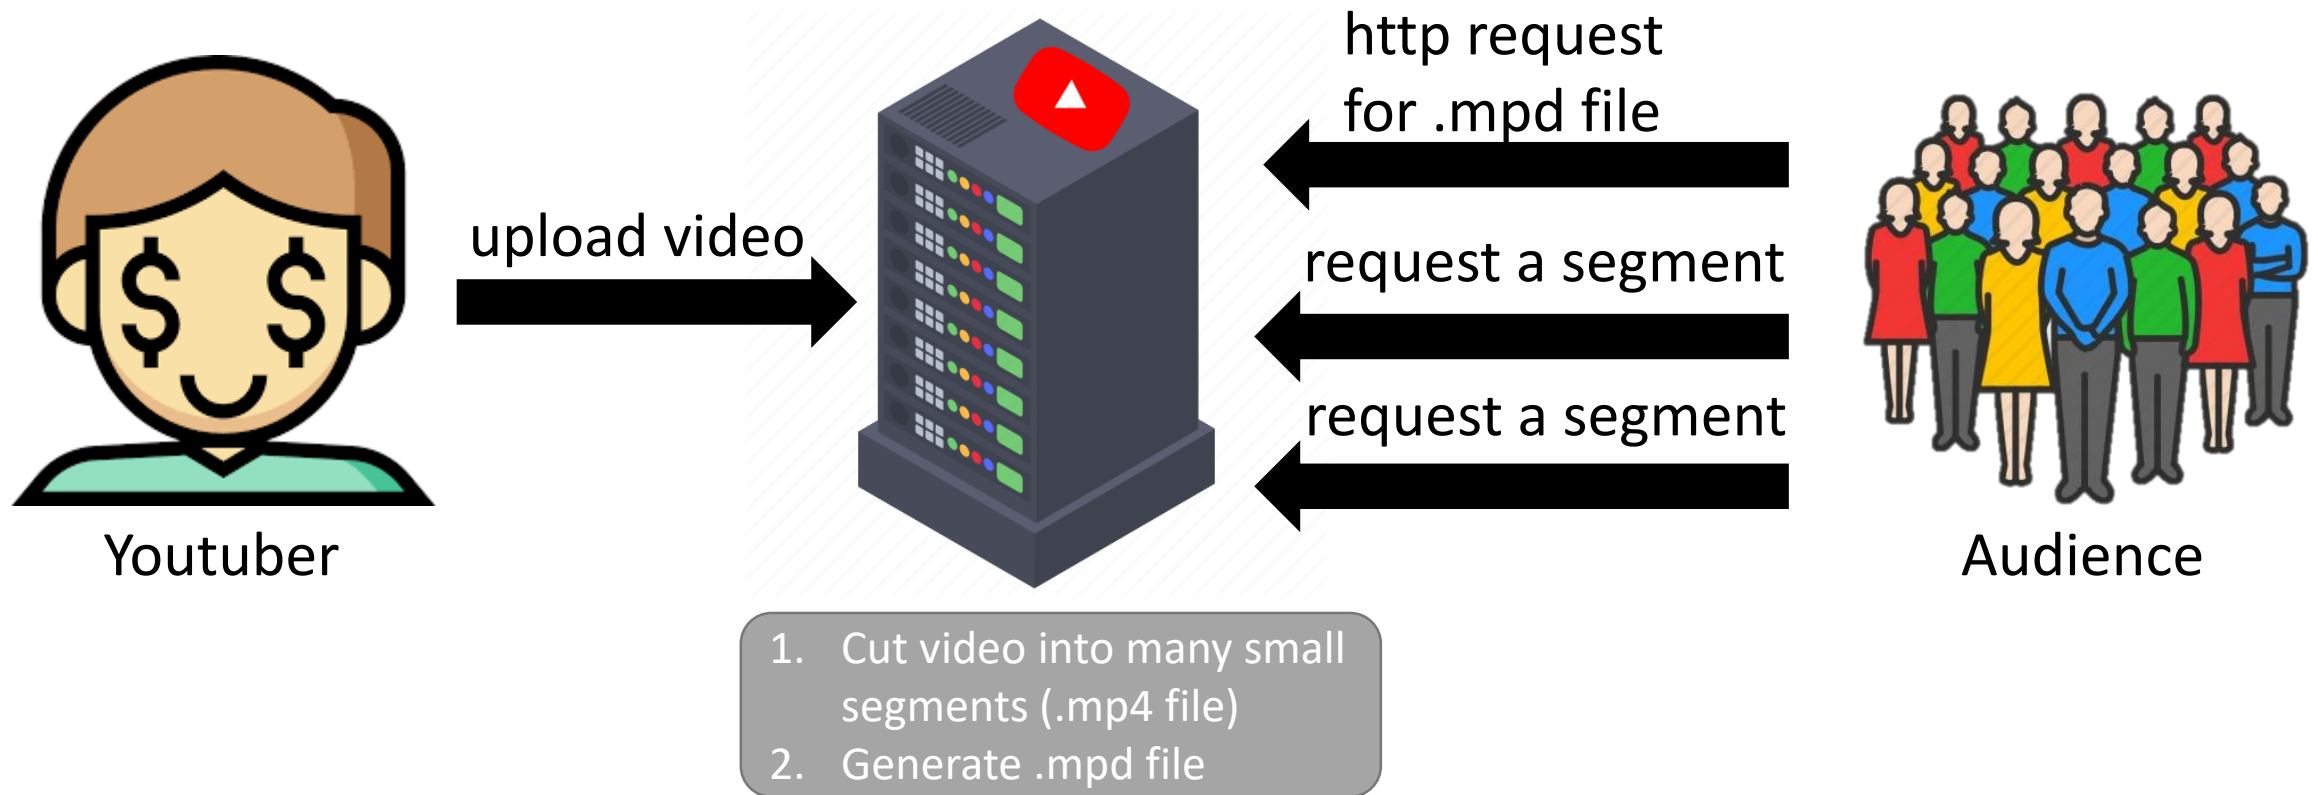 http request
for .mpd file
upload video
request a segment
request a segment
Youtuber
Audience
1. Cut video into many small
segments (.mp4 file)
2. Generate .mpd file